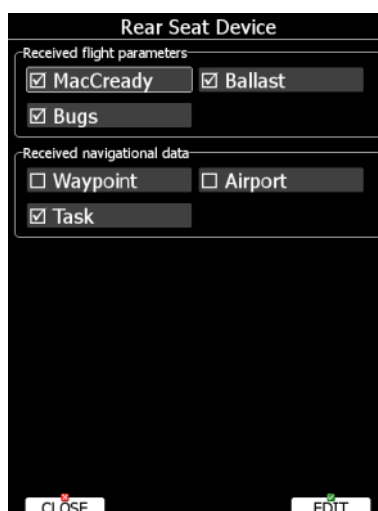 Rear Seat Device
Received flight parameters
MacCready Ballast
Bugs
Received navigational data
Waypoint Airport
Task
CLOSE EDIT